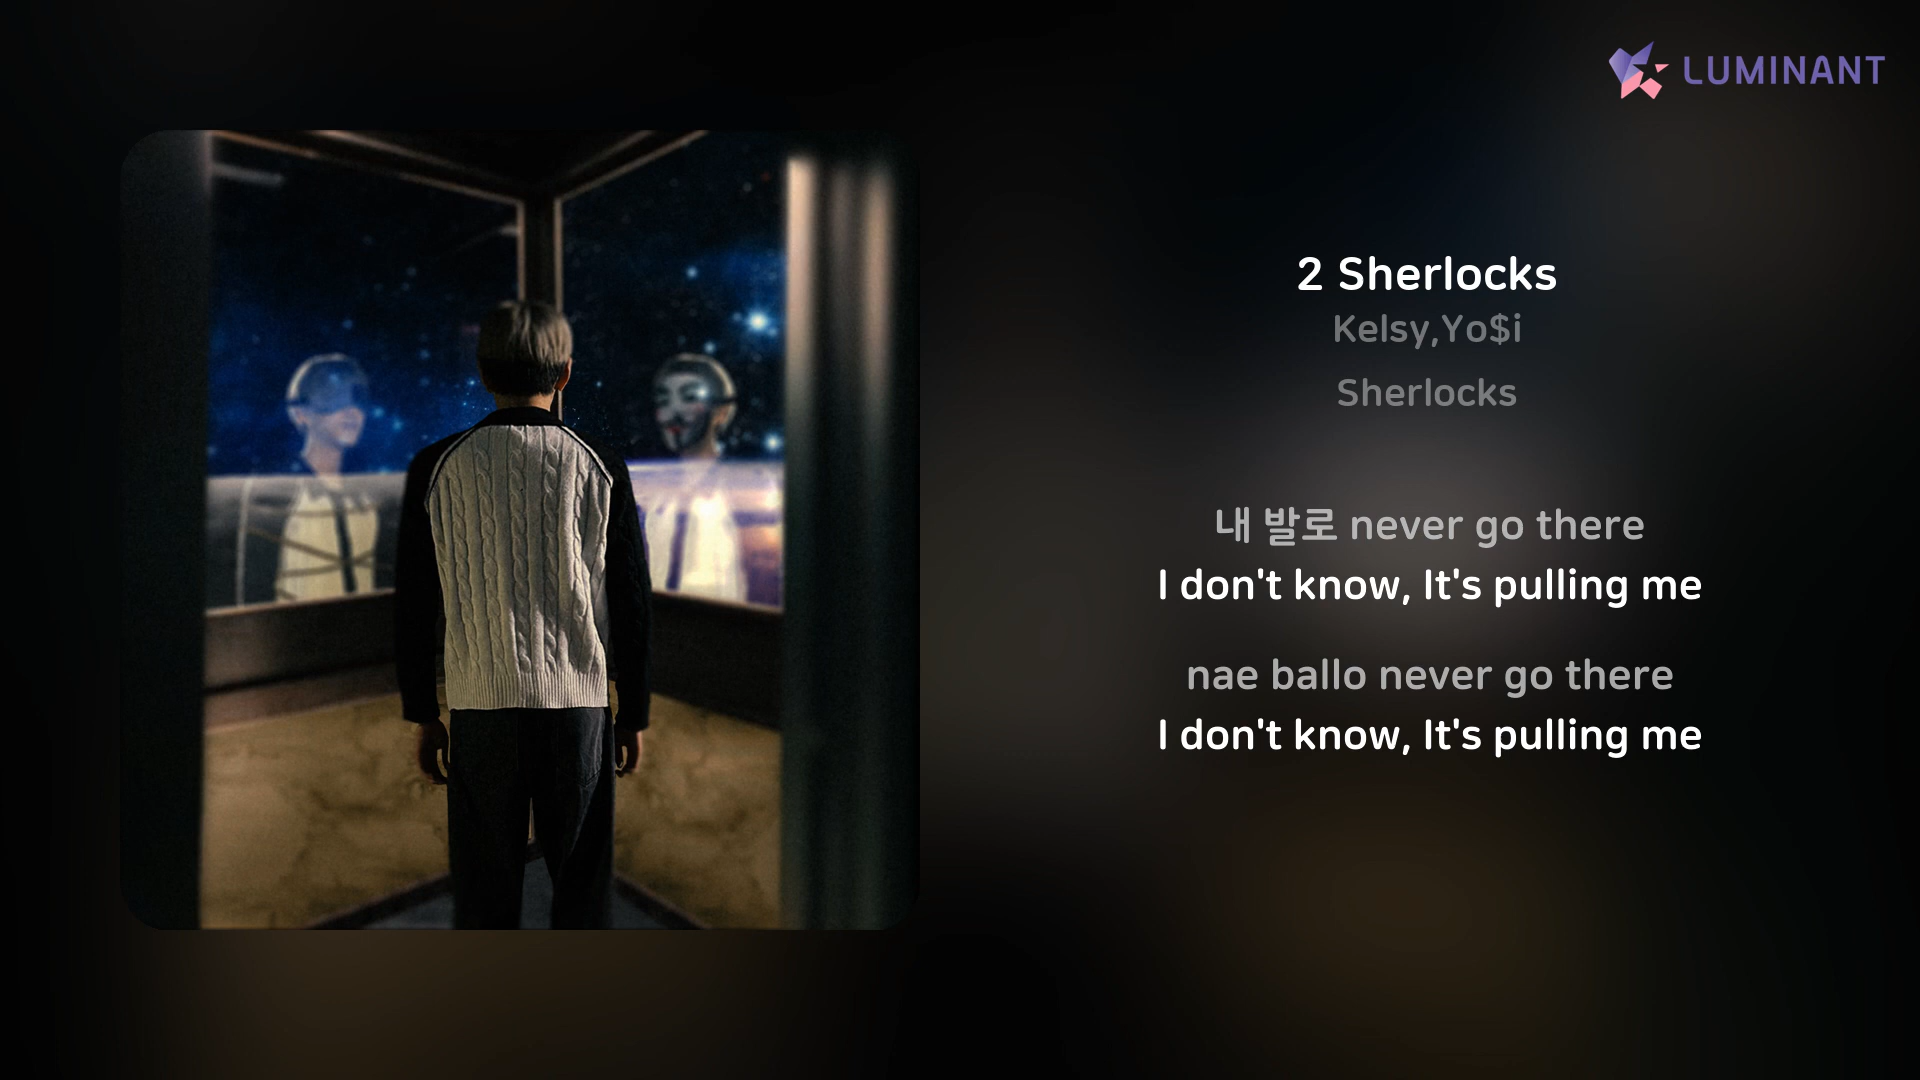 LUMINANT
2 Sherlocks
Kelsy,Yo$i
Sherlocks
내 발로 never go there
I don't know, It's pulling me
nae ballo never go there
I don't know, It's pulling me